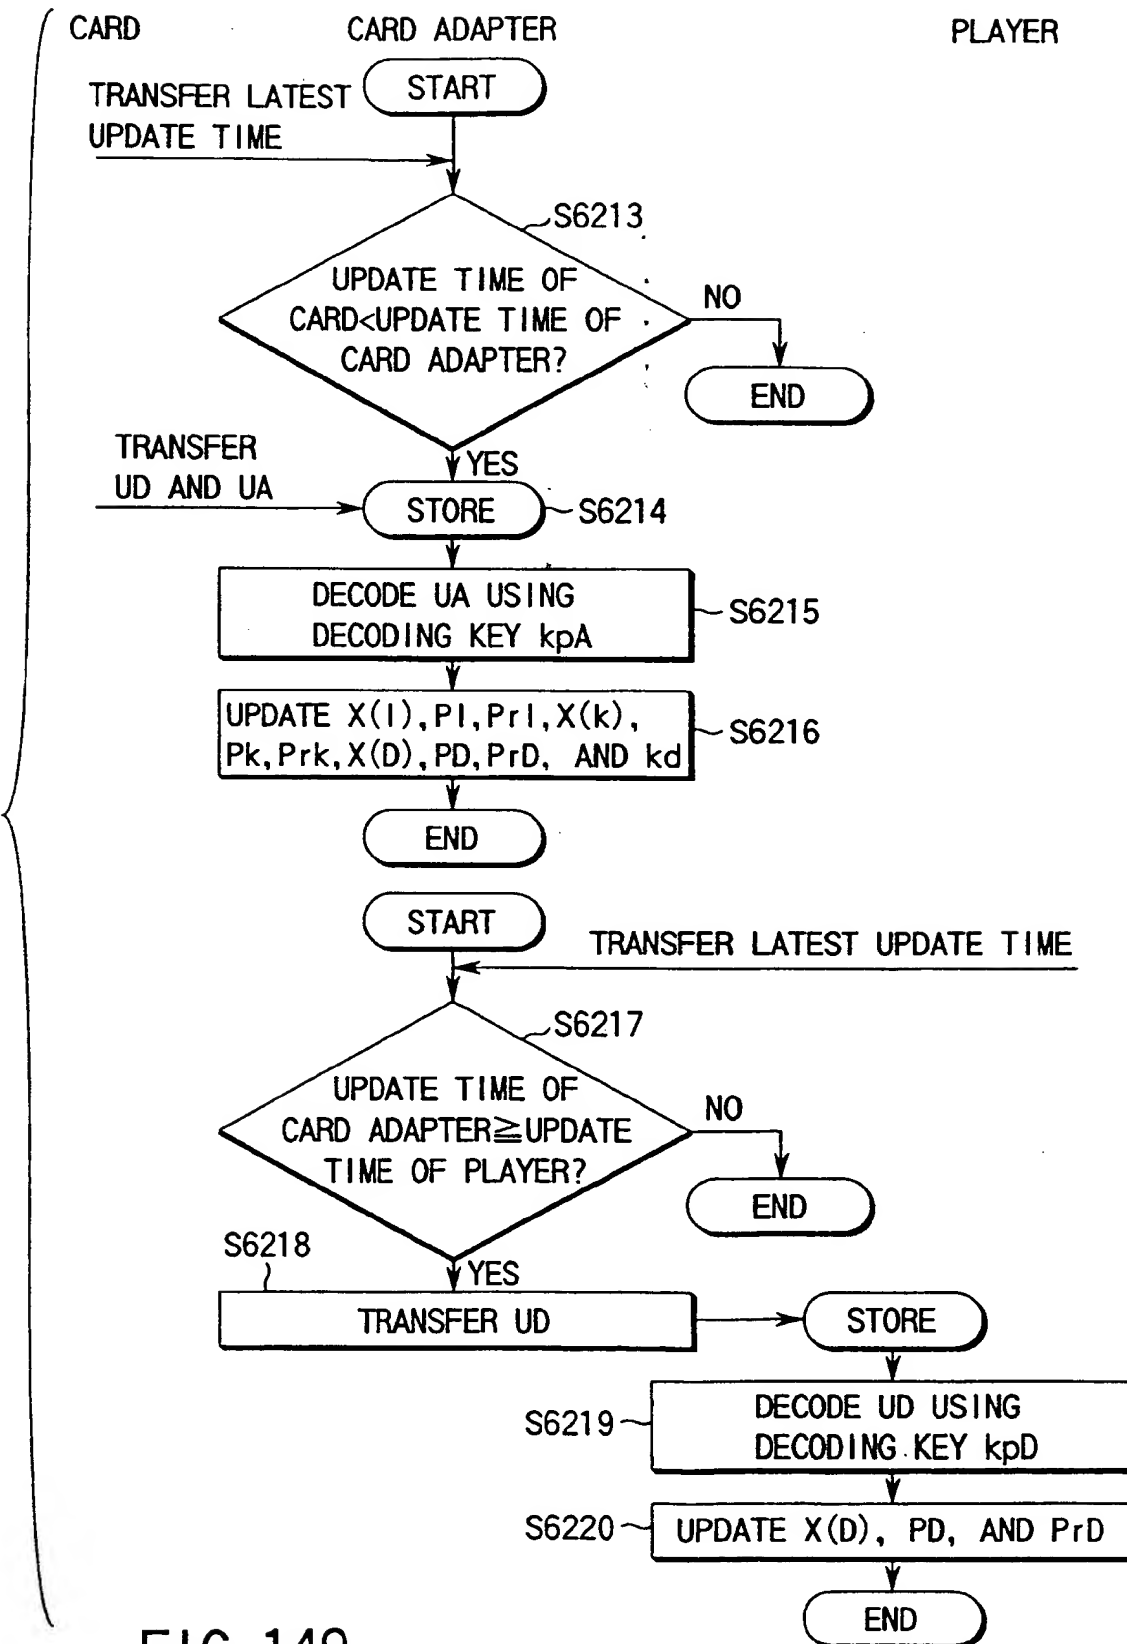 CARD CARD ADAPTER PLAYER
START
TRANSFER LATEST
UPDATE TIME
S6213
UPDATE TIME OF
CARD<UPDATE TIME OF
CARD ADAPTER?
NO
END
YES
TRANSFER
UD AND UA
STORE
S6214
DECODE UA USING
DECODING KEY kpA
S6215
UPDATE X(I),PI,PrI,X(k),
Pk,Prk,X(D),PD,PrD, AND kd
S6216
END
START
TRANSFER LATEST UPDATE TIME
S6217
UPDATE TIME OF
CARD ADAPTER≧UPDATE
TIME OF PLAYER?
NO
END
YES
S6218
TRANSFER UD
STORE
S6219
DECODE UD USING
DECODING KEY kpD
S6220
UPDATE X(D), PD, AND PrD
END
FIG.149